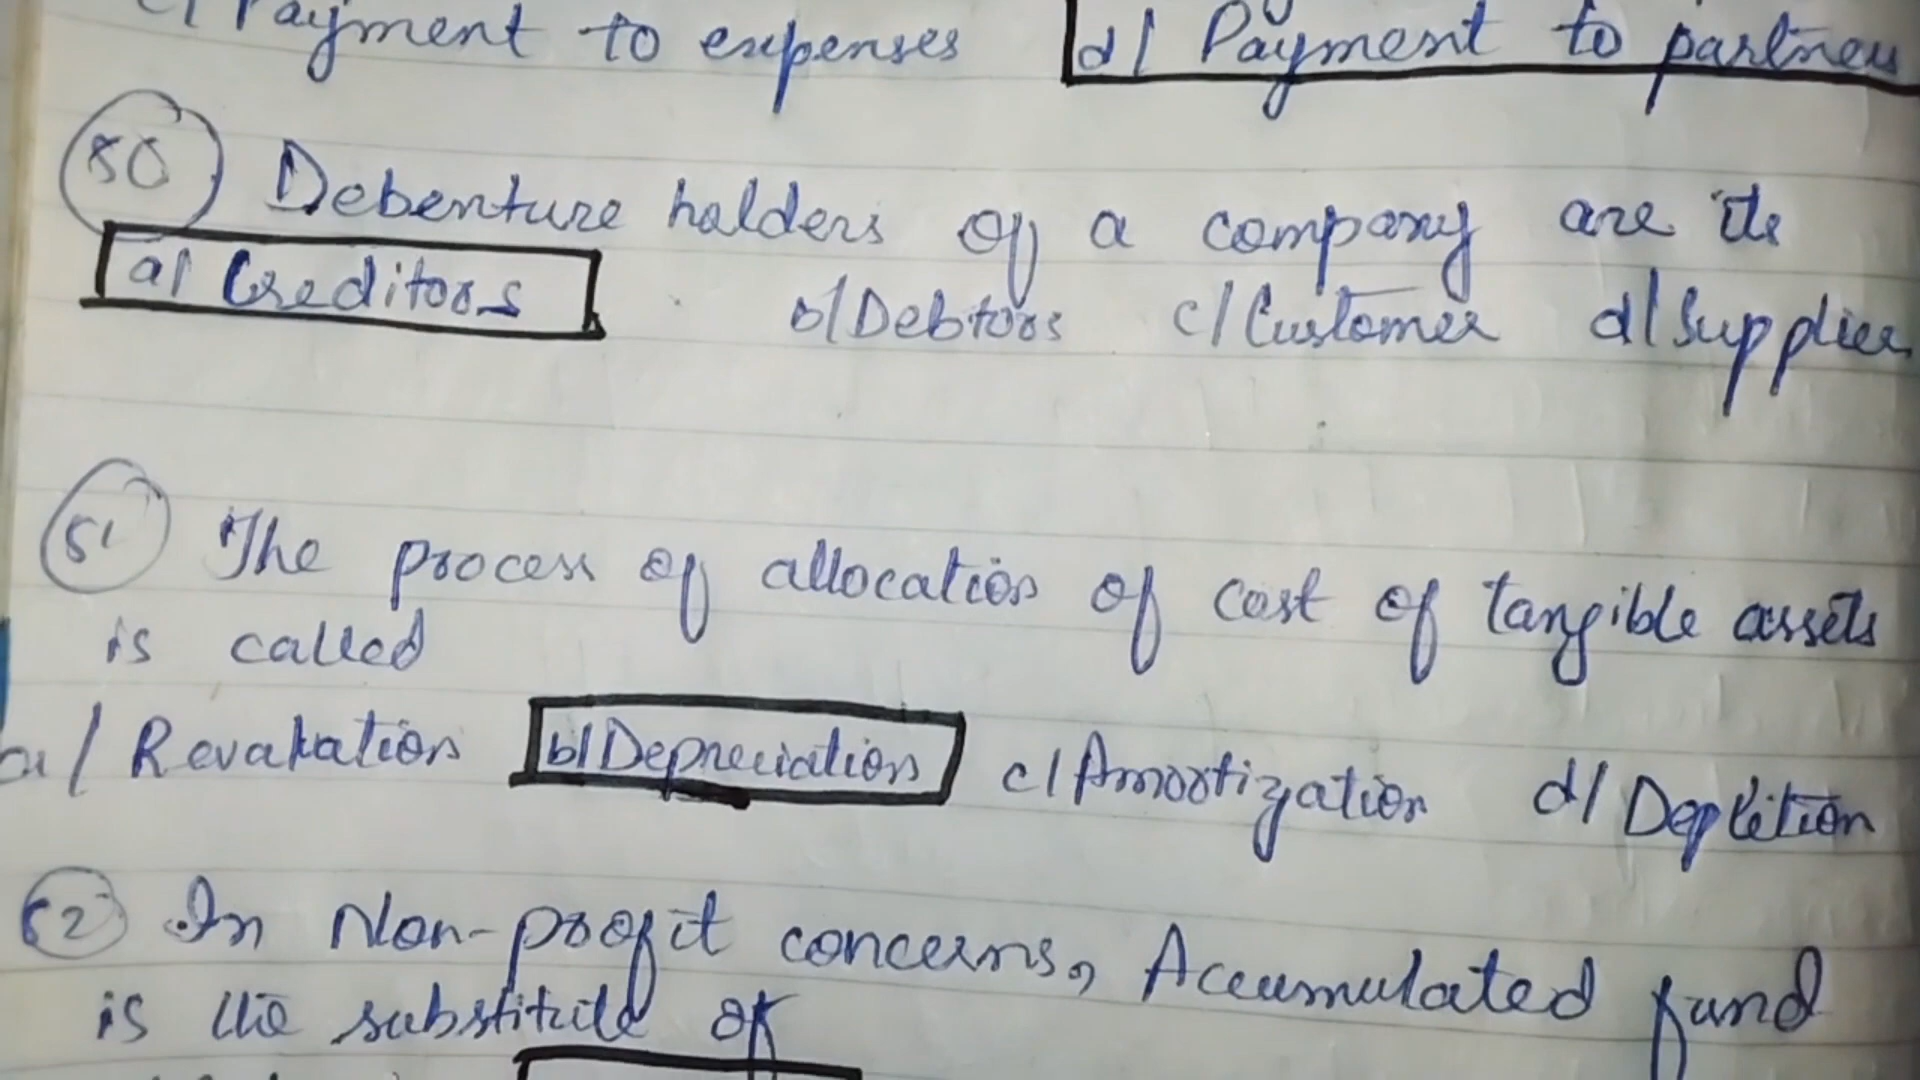 c/ Payment to expenses d/ Payment to partners
50 Debenture holders of a company are its
a/ Creditors b/ Debtors c/ Customer d/ Supplier
51 The process of allocation of cost of tangible assets
is called
a/ Revaluation b/ Depreciation c/ Amortization d/ Depletion
52 In Non-profit concerns, Accumulated fund
is the substitute of